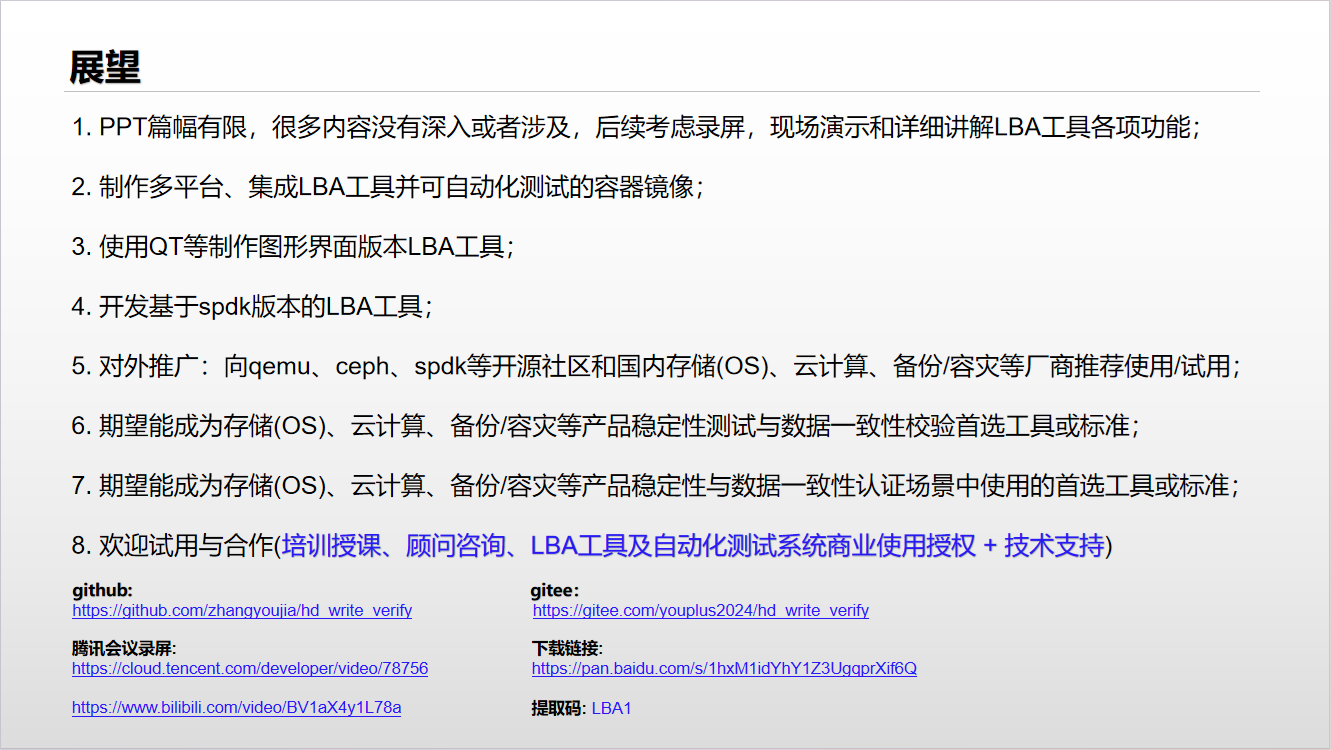 展望
1. PPT篇幅有限，很多内容没有深入或者涉及，后续考虑录屏，现场演示和详细讲解LBA工具各项功能；
2. 制作多平台、集成LBA工具并可自动化测试的容器镜像；
3. 使用QT等制作图形界面版本LBA工具；
4. 开发基于spdk版本的LBA工具；
5. 对外推广：向qemu、ceph、spdk等开源社区和国内存储(OS)、云计算、备份/容灾等厂商推荐使用/试用；
6. 期望能成为存储(OS)、云计算、备份/容灾等产品稳定性测试与数据一致性校验首选工具或标准；
7. 期望能成为存储(OS)、云计算、备份/容灾等产品稳定性与数据一致性认证场景中使用的首选工具或标准；
8. 欢迎试用与合作(培训授课、顾问咨询、LBA工具及自动化测试系统商业使用授权 + 技术支持)
github:
https://github.com/zhangyoujia/hd_write_verify
gitee：
https://gitee.com/youplus2024/hd_write_verify
腾讯会议录屏:
https://cloud.tencent.com/developer/video/78756
下载链接:
https://pan.baidu.com/s/1hxM1idYhY1Z3UgqprXif6Q
https://www.bilibili.com/video/BV1aX4y1L78a
提取码: LBA1